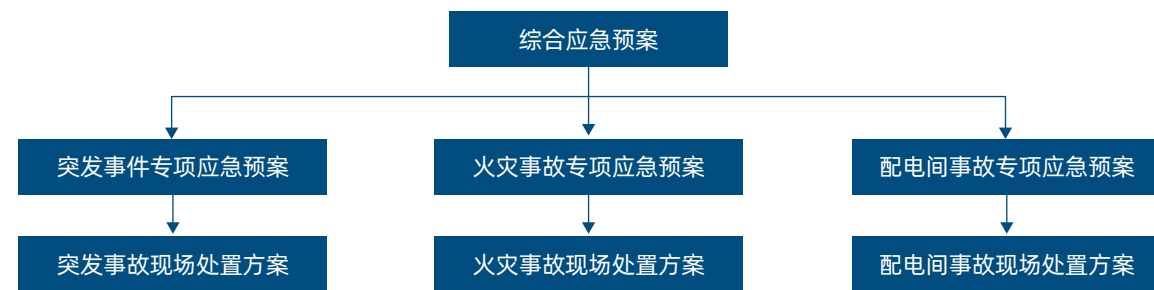 综合应急预案
突发事件专项应急预案
火灾事故专项应急预案
配电间事故专项应急预案
突发事故现场处置方案
火灾事故现场处置方案
配电间事故现场处置方案